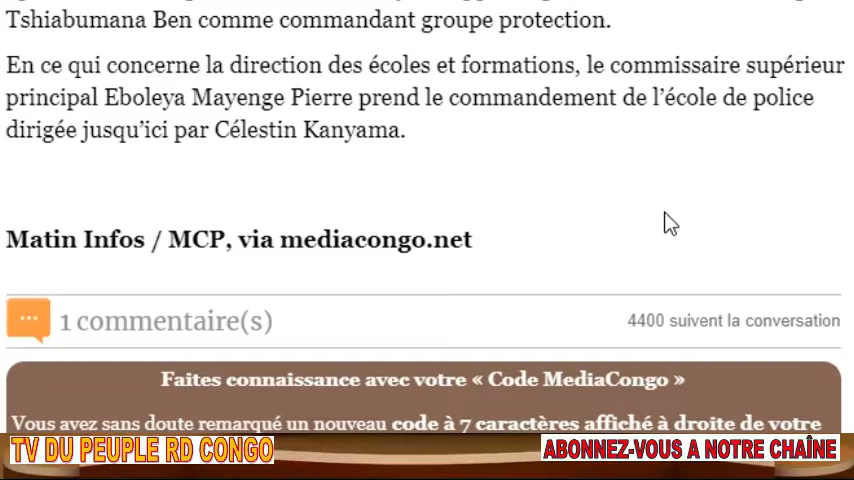 Tshiabumana Ben comme commandant groupe protection.
En ce qui concerne la direction des écoles et formations, le commissaire supérieur
principal Eboleya Mayenge Pierre prend le commandement de l'école de police
dirigée jusqu'ici par Célestin Kanyama.
Matin Infos / MCP, via mediacongo.net
1 commentaire(s)
4400 suivent la conversation
Faites connaissance avec votre « Code MediaCongo »
Vous avez sans doute remarqué un nouveau code à 7 caractères affiché à droite de votre
TV DU PEUPLE RD CONGO
ABONNEZ-VOUS A NOTRE CHAÎNE